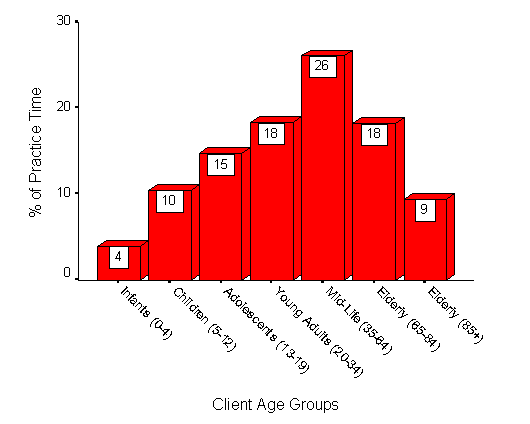 30
20
10
0
% of Practice Time
4
10
15
18
26
18
9
Infants (0-4)
Children (5-12)
Adolescents (13-19)
Young Adults (20-34)
Mid-Life (35-64)
Elderly (65-84)
Elderly (85+)
Client Age Groups